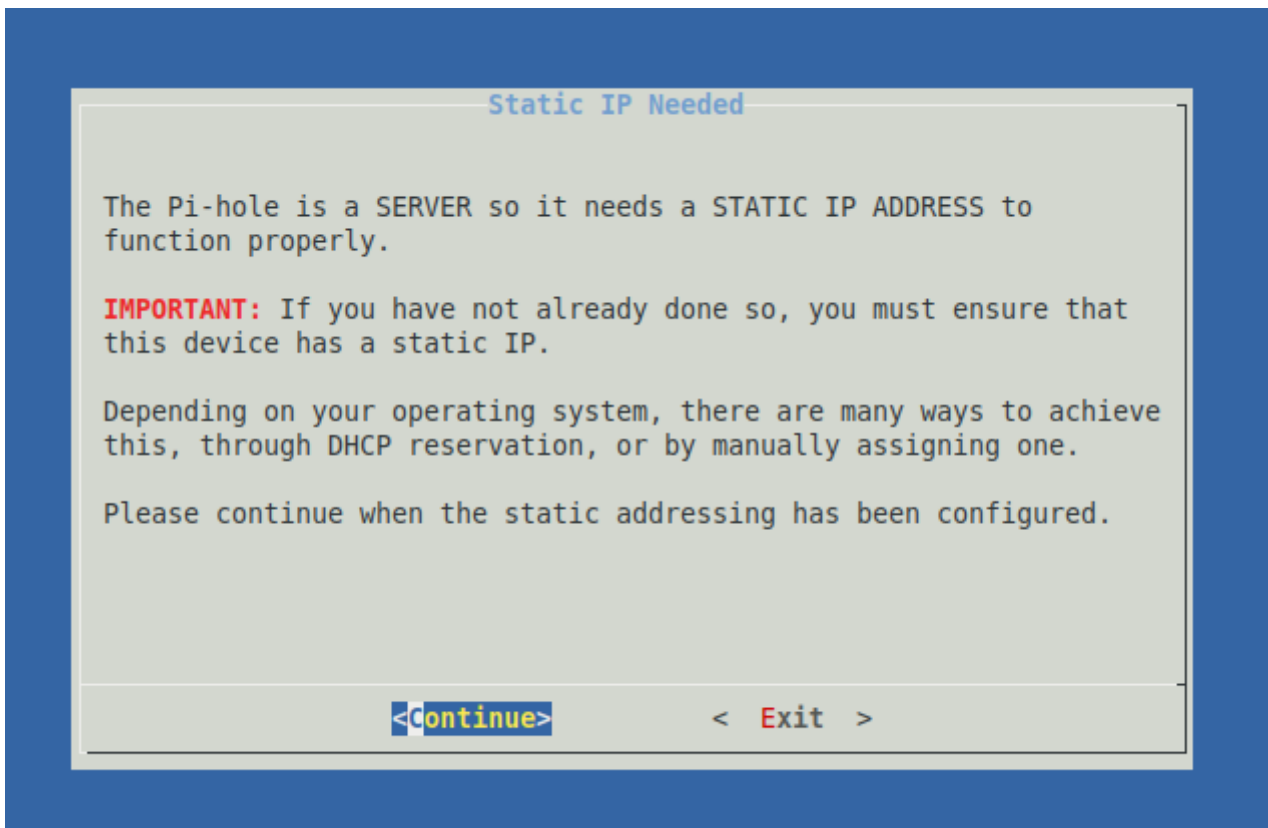 Static IP Needed
The Pi-hole is a SERVER so it needs a STATIC IP ADDRESS to
function properly.
IMPORTANT: If you have not already done so, you must ensure that
this device has a static IP.
Depending on your operating system, there are many ways to achieve
this, through DHCP reservation, or by manually assigning one.
Please continue when the static addressing has been configured.
<Continue> < Exit >